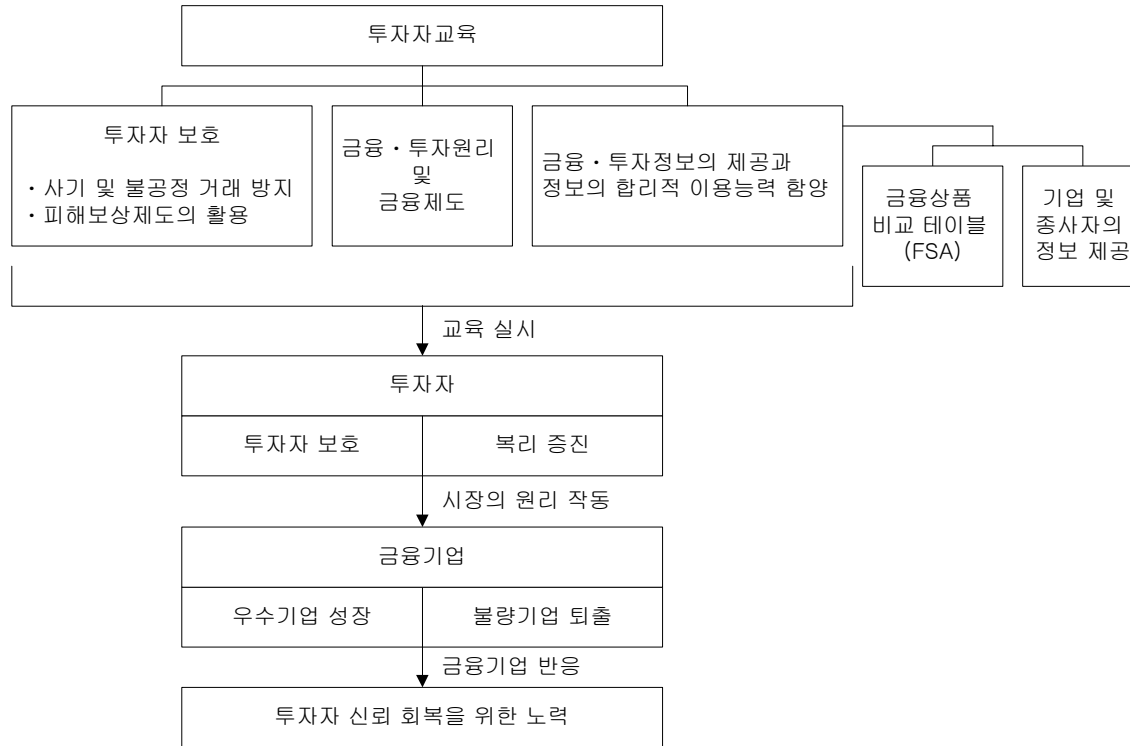 투자자교육
투자자 보호
・사기 및 불공정 거래 방지
・피해보상제도의 활용
금융・투자원리
및
금융제도
금융・투자정보의 제공과
정보의 합리적 이용능력 함양
금융상품
비교 테이블
(FSA)
기업 및
종사자의
정보 제공
교육 실시
투자자
투자자 보호
복리 증진
시장의 원리 작동
금융기업
우수기업 성장
불량기업 퇴출
금융기업 반응
투자자 신뢰 회복을 위한 노력